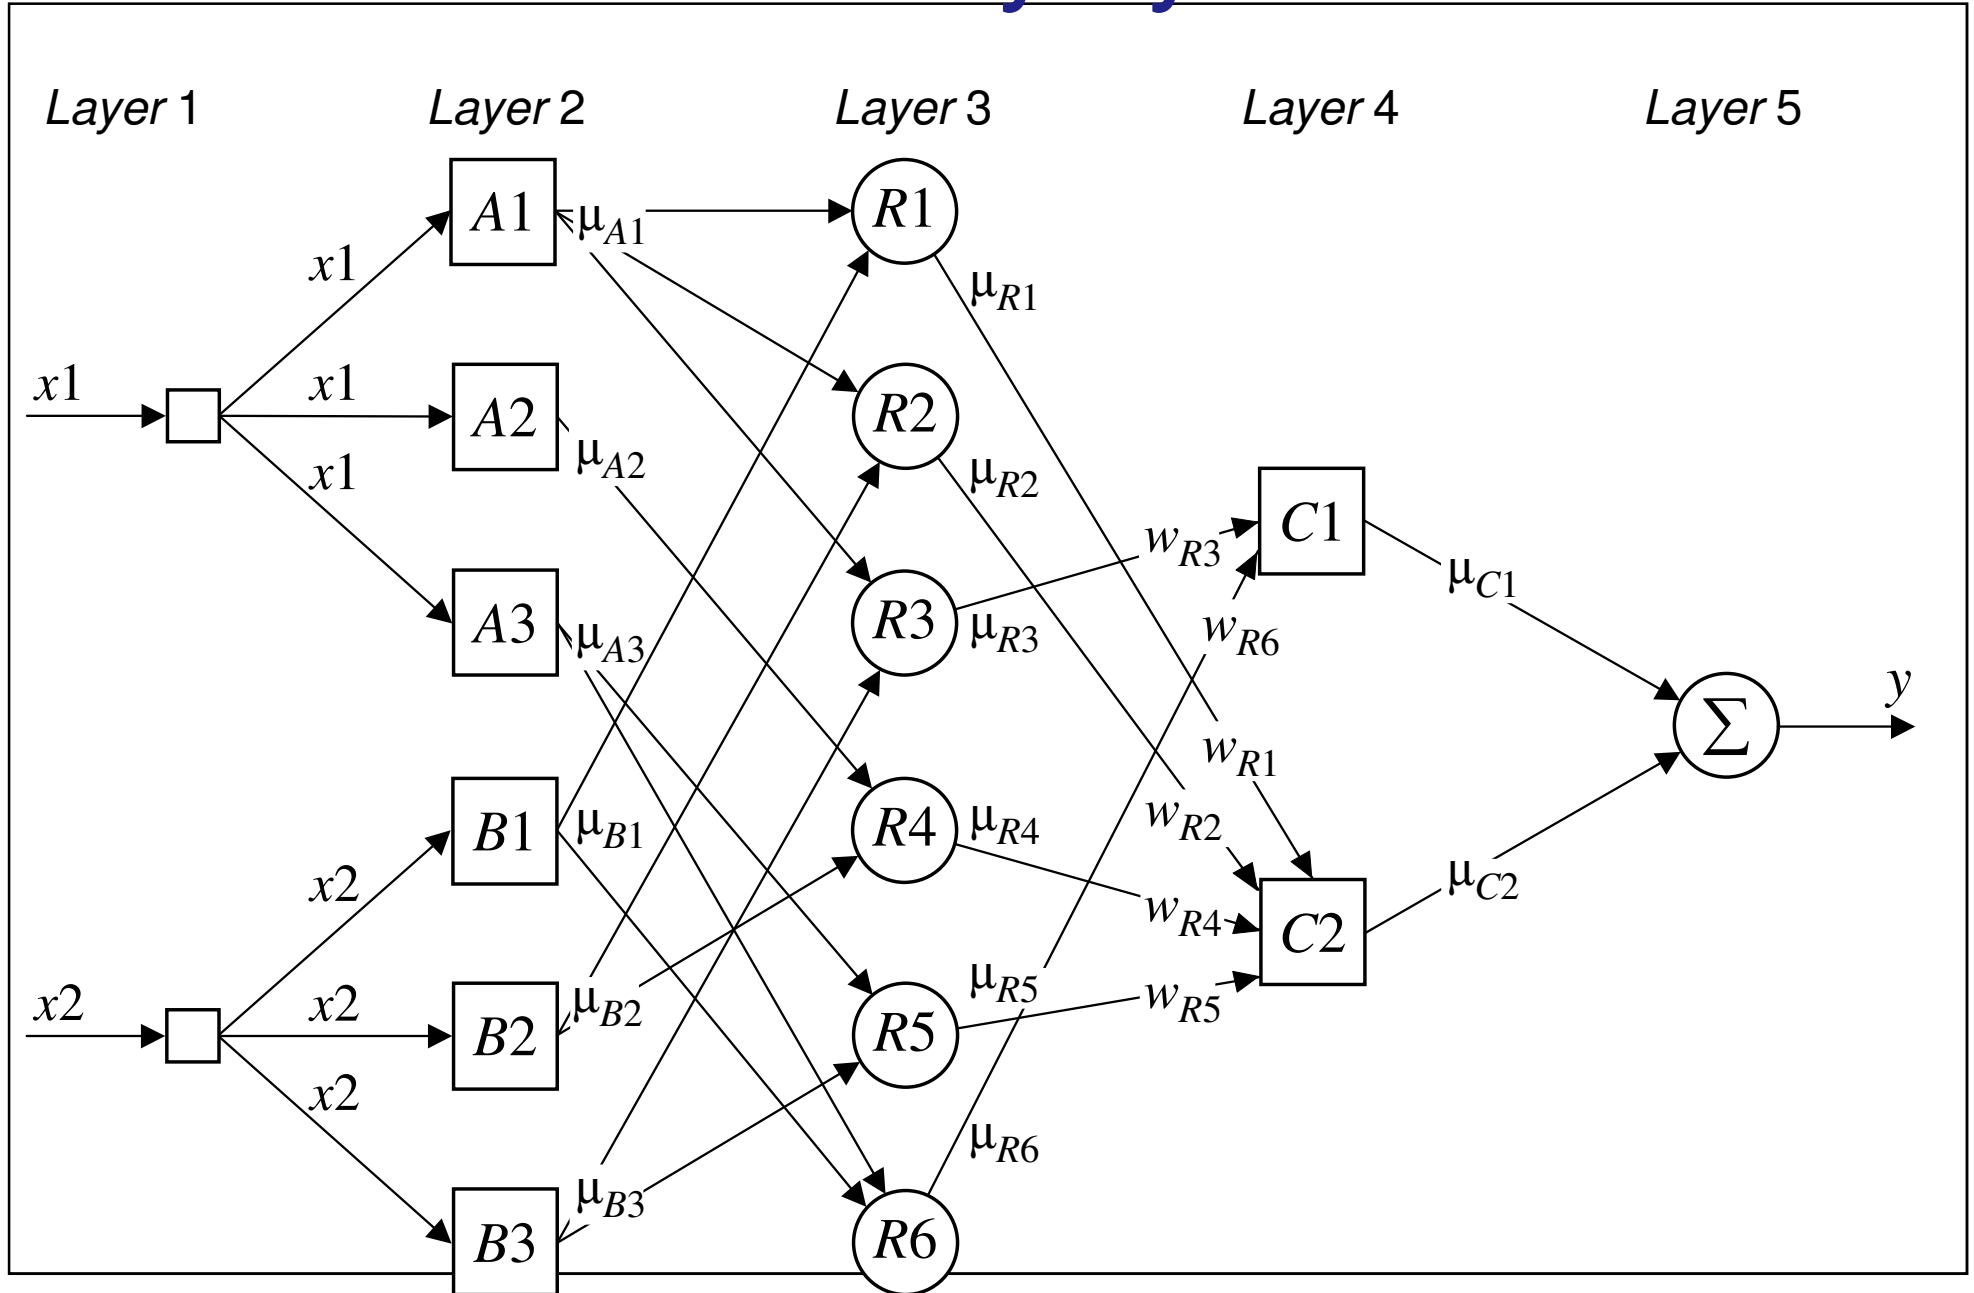 Layer 1 Layer 2 Layer 3 Layer 4 Layer 5
A1 μA1 R1
x1
μR1
x1 x1
A2 R2
μA2
μR2
x1
wR3 C1
μC1
A3 μA3 R3 μR3
wR6
y
Σ
wR1
B1 μB1 R4 μR4
wR2
x2
μC2
wR4 C2
x2 x2
μR5
wR5
B2 μB2 R5
x2
μR6
μB3
B3 R6